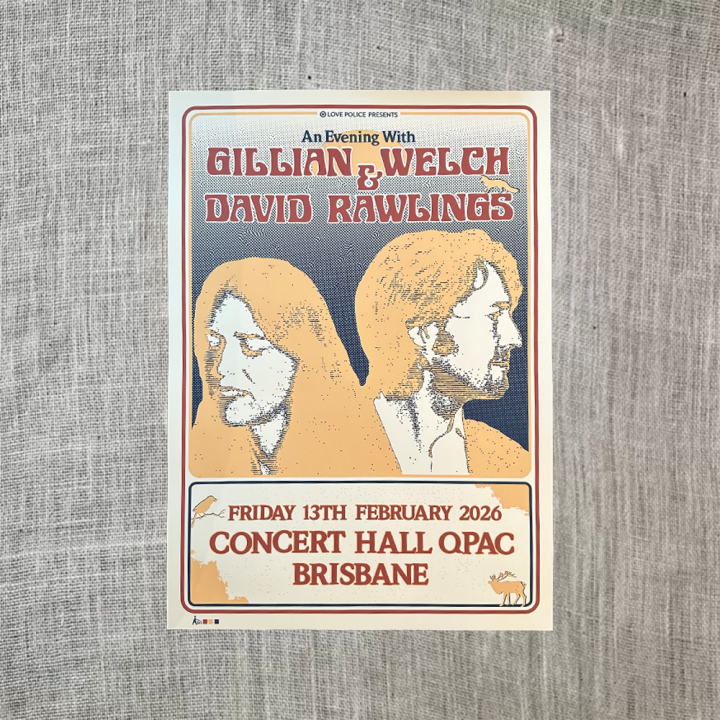 LOVE POLICE PRESENTS
An Evening With
GILLIAN WELCH
&
DAVID RAWLINGS
FRIDAY 13TH FEBRUARY 2026
CONCERT HALL QPAC
BRISBANE